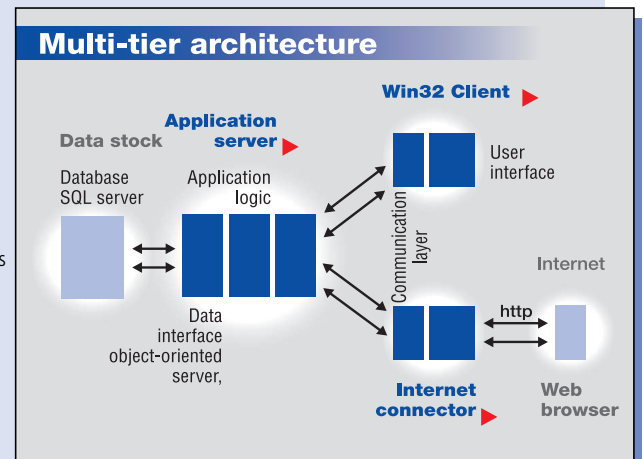 Multi-tier architecture
Win32 Client
Application
server
Data stock
Database
SQL server
Application
logic
User
interface
Communication
layer
s
Internet
http
Data
interface
object-oriented
server,
Internet
connector
Web
browser